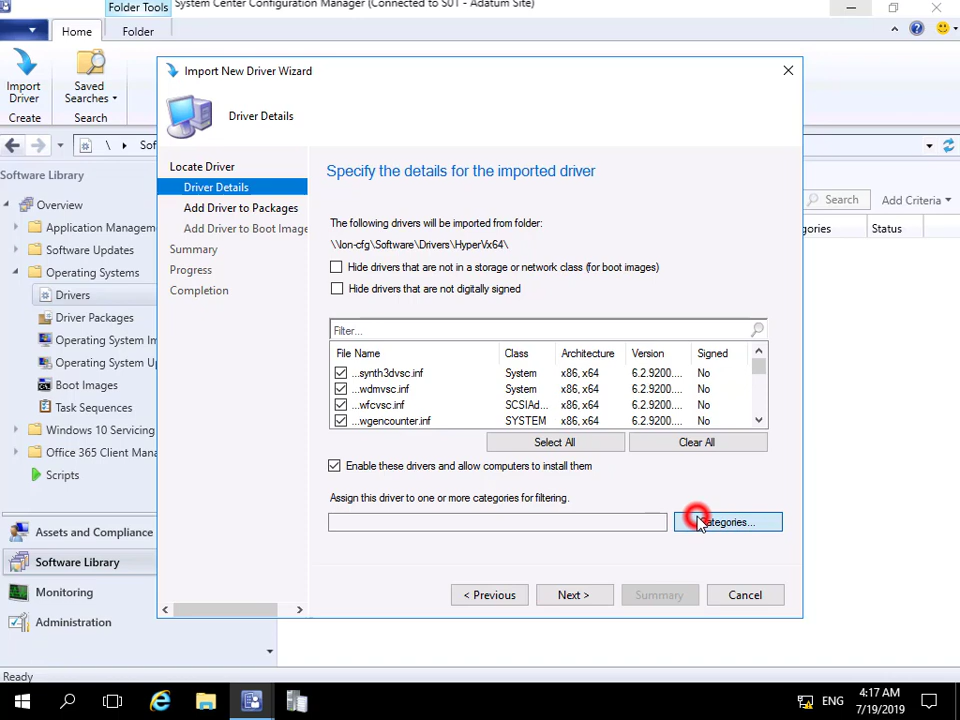 Folder Tools
System Center Configuration Manager (Connected to S01 - Adatum Site)
Home
Folder
Import
Driver
Saved
Searches
Create
Search
\
Sof
Software Library
Overview
Application Managem
Software Updates
Operating Systems
Drivers
Driver Packages
Operating System Im
Operating System Up
Boot Images
Task Sequences
Windows 10 Servicing
Office 365 Client Mana
Scripts
Assets and Compliance
Software Library
Monitoring
Administration
Ready
Search
Add Criteria
ories
Status
Import New Driver Wizard
Driver Details
Locate Driver
Driver Details
Add Driver to Packages
Add Driver to Boot Image
Summary
Progress
Completion
Specify the details for the imported driver
The following drivers will be imported from folder:
\\lon-cfg\Software\Drivers\HyperVx64\
Hide drivers that are not in a storage or network class (for boot images)
Hide drivers that are not digitally signed
Filter...
File Name Class Architecture Version Signed
...synth3dvsc.inf System x86, x64 6.2.9200.... No
...wdmvsc.inf System x86, x64 6.2.9200.... No
...wfcvsc.inf SCSIAd... x86, x64 6.2.9200.... No
...wgencounter.inf SYSTEM x86, x64 6.2.9200.... No
Select All
Clear All
Enable these drivers and allow computers to install them
Assign this driver to one or more categories for filtering.
Categories...
< Previous
Next >
Summary
Cancel
ENG
4:17 AM
7/19/2019